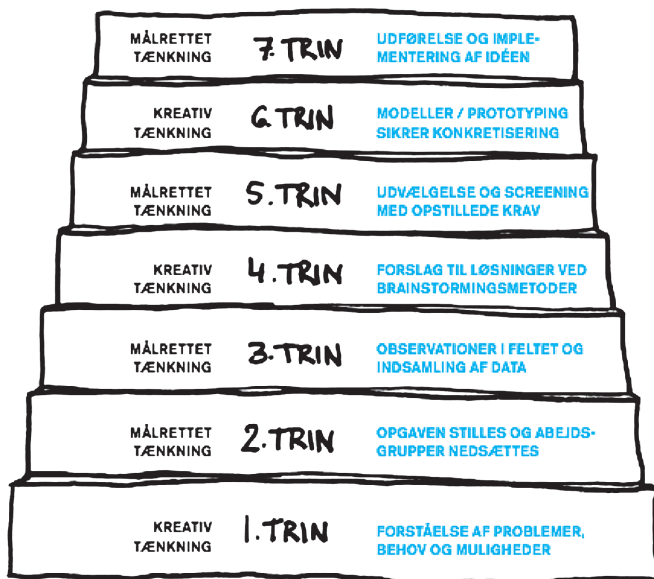 MÅLRETTET TÆNKNING
7. TRIN
UDFØRELSE OG IMPLE-
MENTERING AF IDÉEN
KREATIV TÆNKNING
6. TRIN
MODELLER / PROTOTYPING
SIKRER KONKRETISERING
MÅLRETTET TÆNKNING
5. TRIN
UDVÆLGELSE OG SCREENING
MED OPSTILLEDE KRAV
KREATIV TÆNKNING
4. TRIN
FORSLAG TIL LØSNINGER VED
BRAINSTORMINGSMETODER
MÅLRETTET TÆNKNING
3. TRIN
OBSERVATIONER I FELTET OG
INDSAMLING AF DATA
MÅLRETTET TÆNKNING
2. TRIN
OPGAVEN STILLES OG ABEJDS-
GRUPPER NEDSÆTTES
KREATIV TÆNKNING
1. TRIN
FORSTÅELSE AF PROBLEMER,
BEHOV OG MULIGHEDER